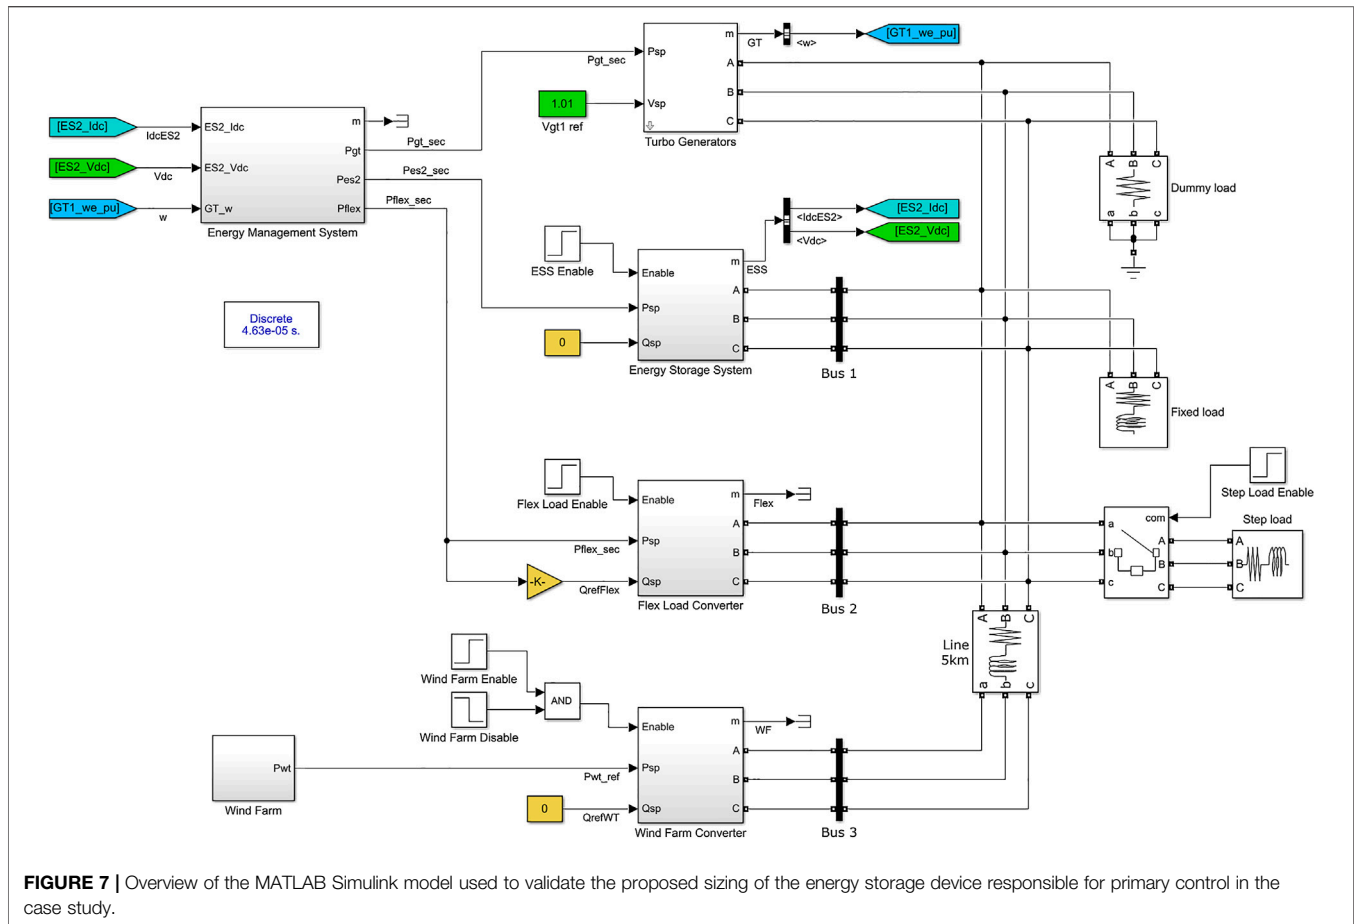 [ES2_Idc]
IdcES2
[ES2_Vdc]
Vdc
[GT1_we_pu]
w
ES2_Idc
ES2_Vdc
GT_w
m
Pgt
Pes2
Pflex
Energy Management System
Pgt_sec
Pes2_sec
Pflex_sec
Discrete
4.63e-05 s.
Pgt_sec
1.01
Vgt1 ref
Psp
Vsp
m
A
B
C
Turbo Generators
GT
<w>
[GT1_we_pu]
A
B
C
a
b
c
Dummy load
ESS Enable
0
Enable
Psp
Qsp
m
A
B
C
Energy Storage System
ESS
<IdcES2>
<Vdc>
[ES2_Idc]
[ES2_Vdc]
Bus 1
A
B
C
Fixed load
Flex Load Enable
Pflex_sec
-K-
QrefFlex
Enable
Psp
Qsp
m
A
B
C
Flex Load Converter
Flex
Bus 2
Step Load Enable
com
a
b
c
A
B
C
Step load
A
B
C
Line
5km
A
B
C
a
b
c
Wind Farm Enable
Wind Farm Disable
AND
Pwt
Wind Farm
Pwt_ref
0
QrefWT
Enable
Psp
Qsp
m
A
B
C
Wind Farm Converter
WF
Bus 3
FIGURE 7 | Overview of the MATLAB Simulink model used to validate the proposed sizing of the energy storage device responsible for primary control in the
case study.